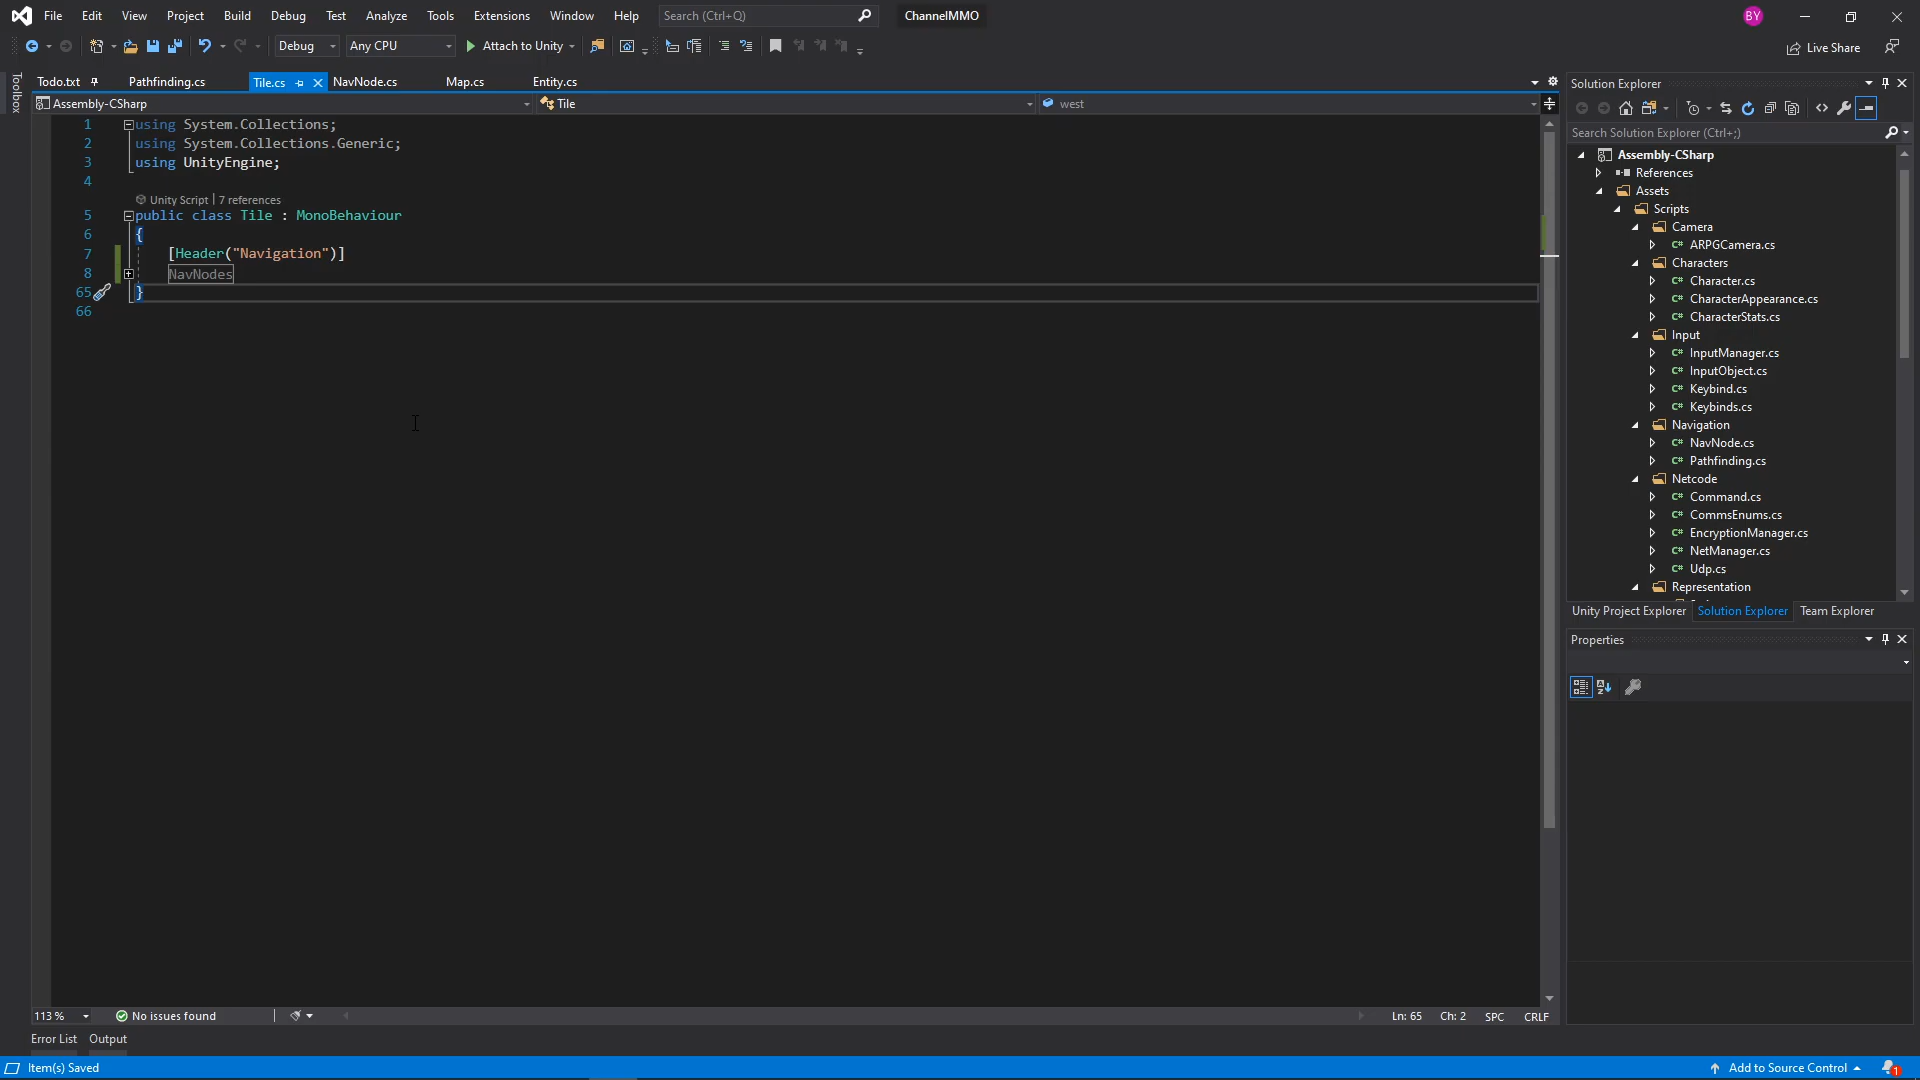 File Edit View Project Build Debug Test Analyze Tools Extensions Window Help Search (Ctrl+Q) ChannelMMO BY
Debug Any CPU Attach to Unity Live Share
Toolbox
Todo.txt Pathfinding.cs Tile.cs NavNode.cs Map.cs Entity.cs
Assembly-CSharp Tile west
1 using System.Collections;
2 using System.Collections.Generic;
3 using UnityEngine;
4
Unity Script | 7 references
5 public class Tile : MonoBehaviour
6 {
7 [Header("Navigation")]
8 NavNodes
65 }
66
113 % No issues found Ln: 65 Ch: 2 SPC CRLF
Error List Output
Solution Explorer
Search Solution Explorer (Ctrl+;)
Assembly-CSharp
References
Assets
Scripts
Camera
C# ARPGCamera.cs
Characters
C# Character.cs
C# CharacterAppearance.cs
C# CharacterStats.cs
Input
C# InputManager.cs
C# InputObject.cs
C# Keybind.cs
C# Keybinds.cs
Navigation
C# NavNode.cs
C# Pathfinding.cs
Netcode
C# Command.cs
C# CommsEnums.cs
C# EncryptionManager.cs
C# NetManager.cs
C# Udp.cs
Representation
Unity Project Explorer Solution Explorer Team Explorer
Properties
Item(s) Saved Add to Source Control 1